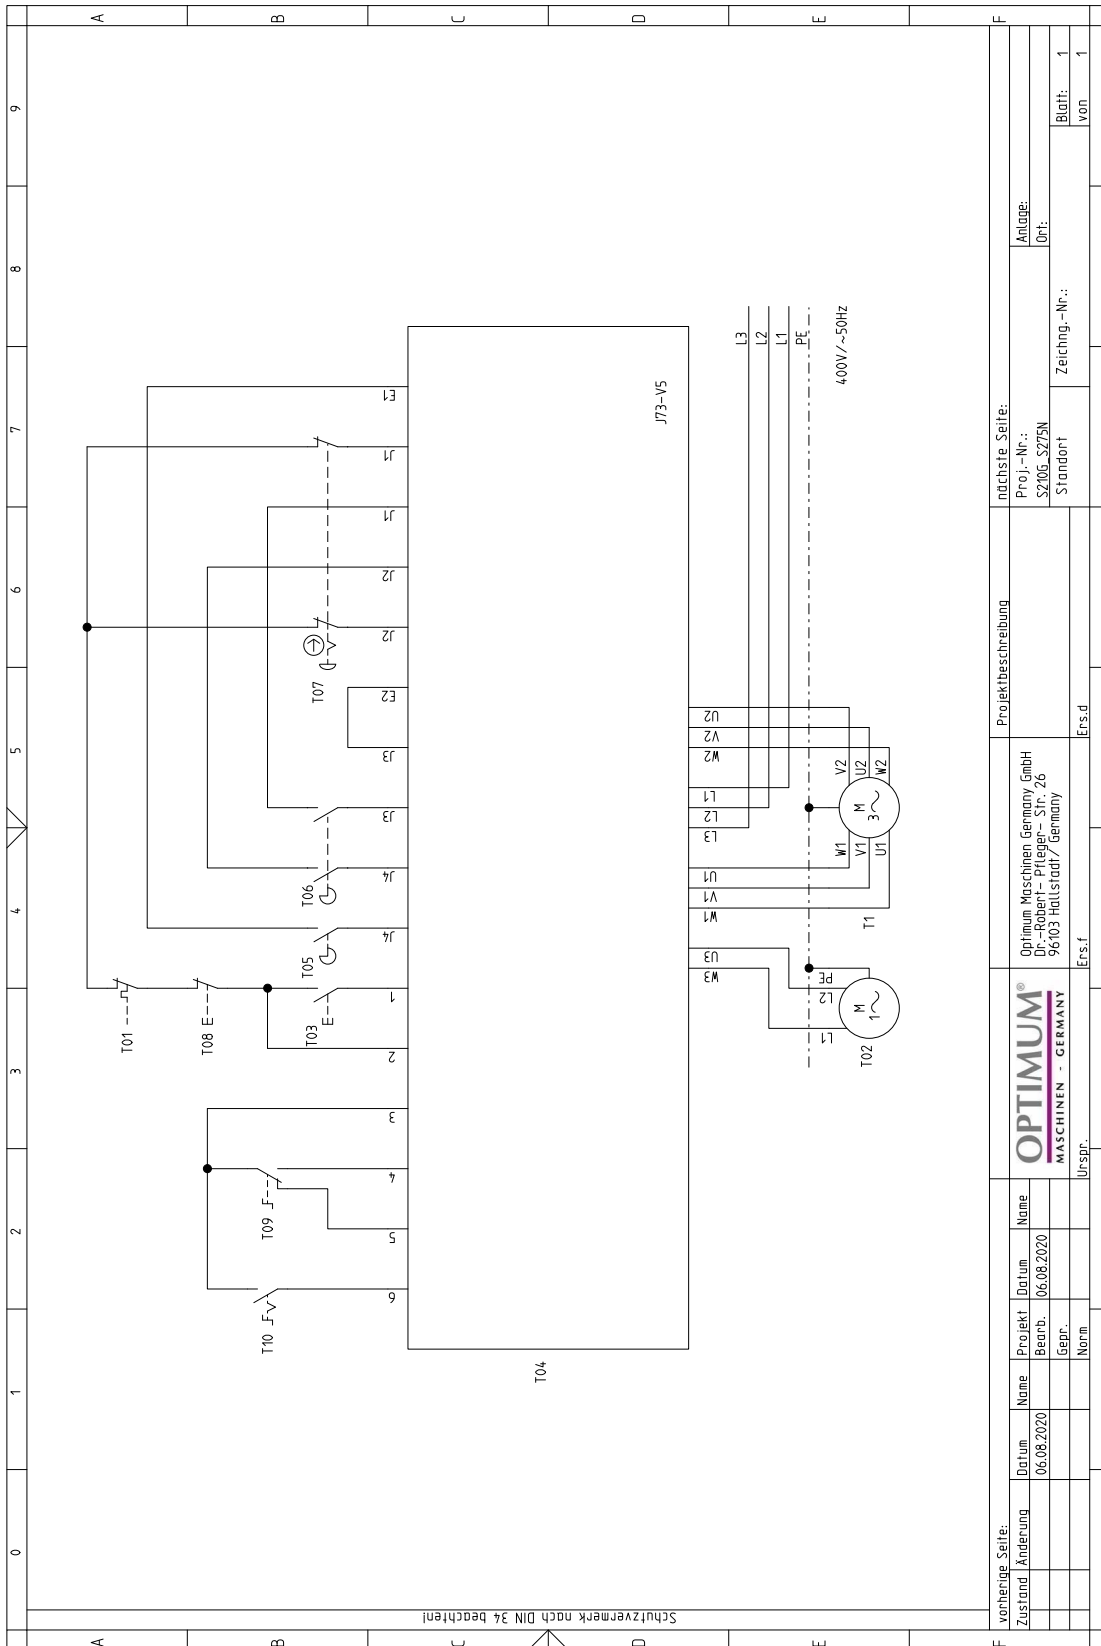 0 1 2 3 4 5 6 7 8 9
A
B
C
D
E
F
A
B
C
D
E
F
Schutzvermerk nach DIN 34 beachten!
T10
T09
T01
T08
T03
T05
T06
T07
6 5 4 3 2 1 J4 J4 J3 J3 E2 J2 J2 J1 J1 E1
T04
J73-V5
W3 U3 W1 V1 U1 L3 L2 L1 W2 V2 U2
L3
L2
L1
PE
400V/~50Hz
L1 L2 PE
T02
M
1~
T1
W1
V1
U1
M
3~
V2
U2
W2
vorherige Seite:
nächste Seite:
Zustand Änderung Datum Name
06.08.2020
Projekt Datum Name
Bearb. 06.08.2020
Gepr.
Norm
OPTIMUM®
MASCHINEN - GERMANY
Urspr.
Ers.f
Ers.d
Optimum Maschinen Germany GmbH
Dr.-Robert- Pfleger- Str. 26
96103 Hallstadt/ Germany
Projektbeschreibung
Proj.-Nr.:
S210G_S275N
Standort
Zeichng.-Nr.:
Anlage:
Ort:
Blatt: 1
von 1